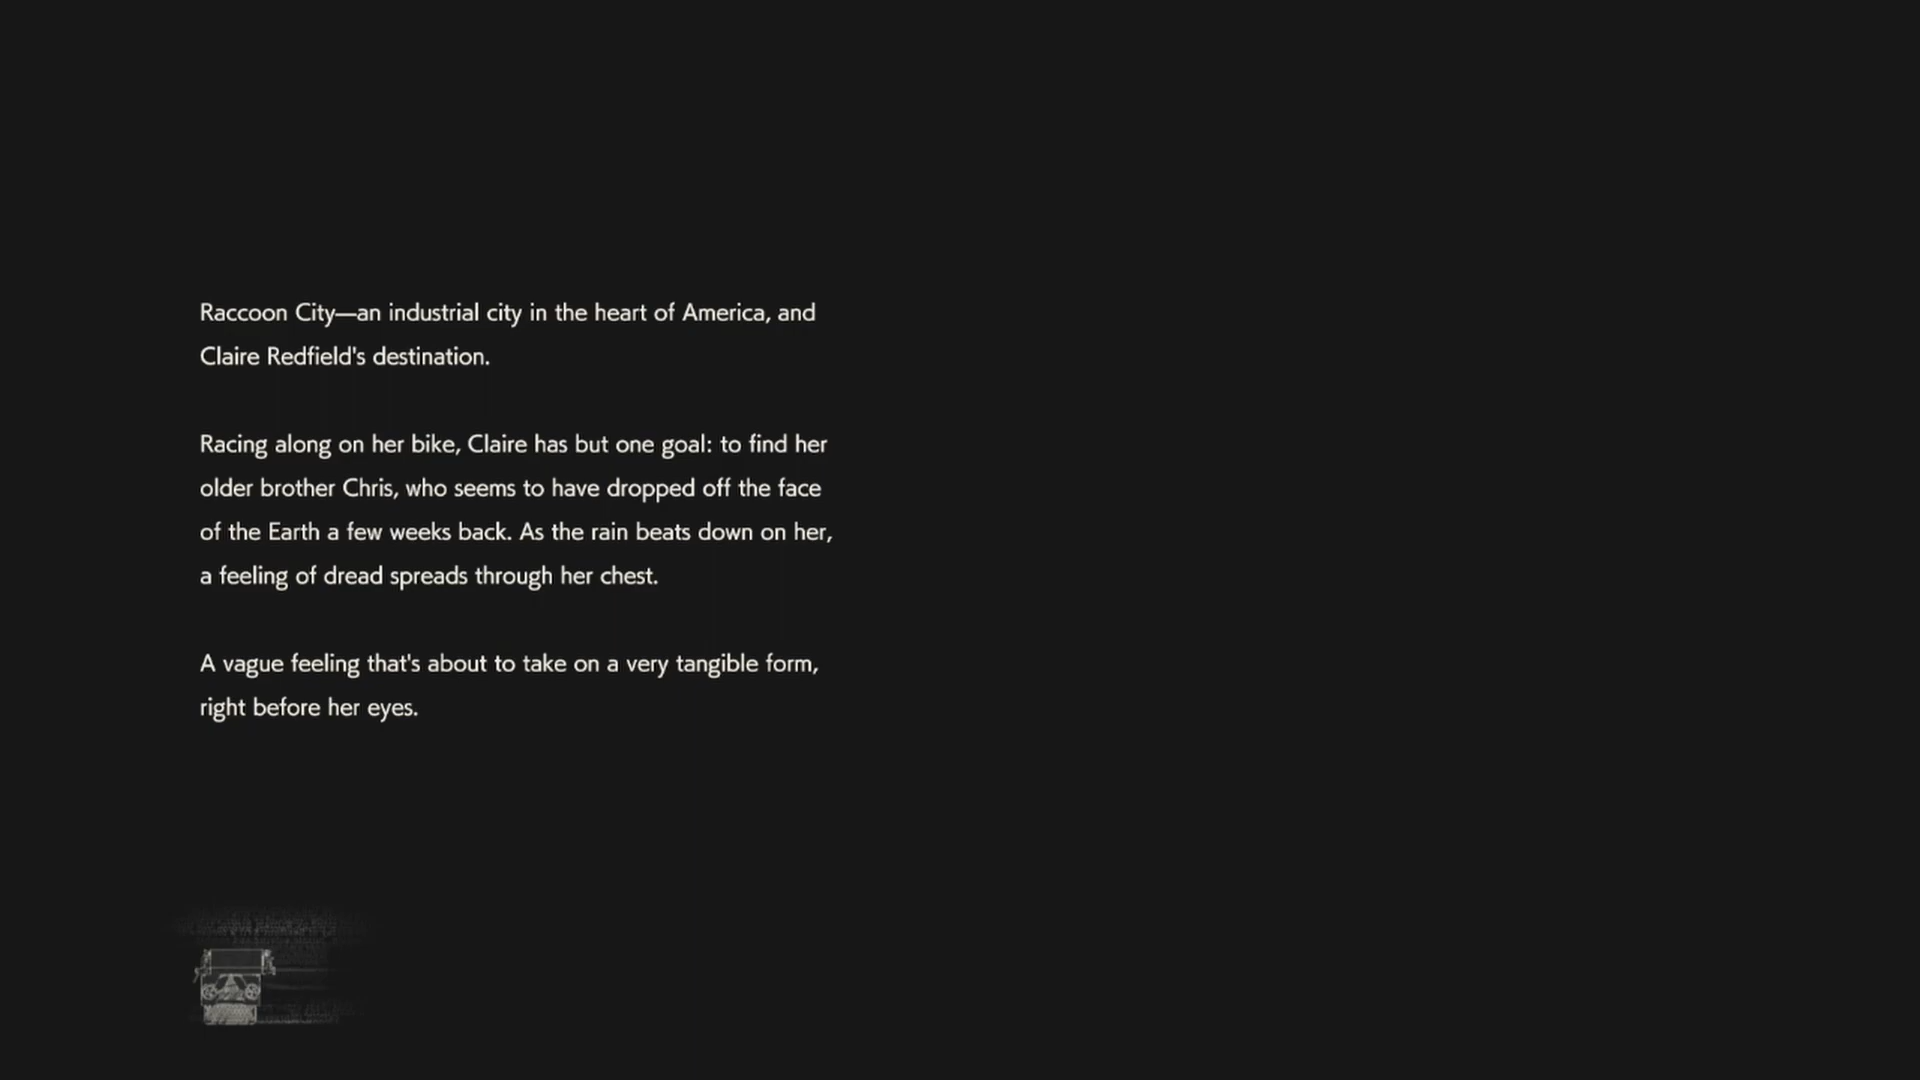 Raccoon City—an industrial city in the heart of America, and
Claire Redfield's destination.
Racing along on her bike, Claire has but one goal: to find her
older brother Chris, who seems to have dropped off the face
of the Earth a few weeks back. As the rain beats down on her,
a feeling of dread spreads through her chest.
A vague feeling that's about to take on a very tangible form,
right before her eyes.